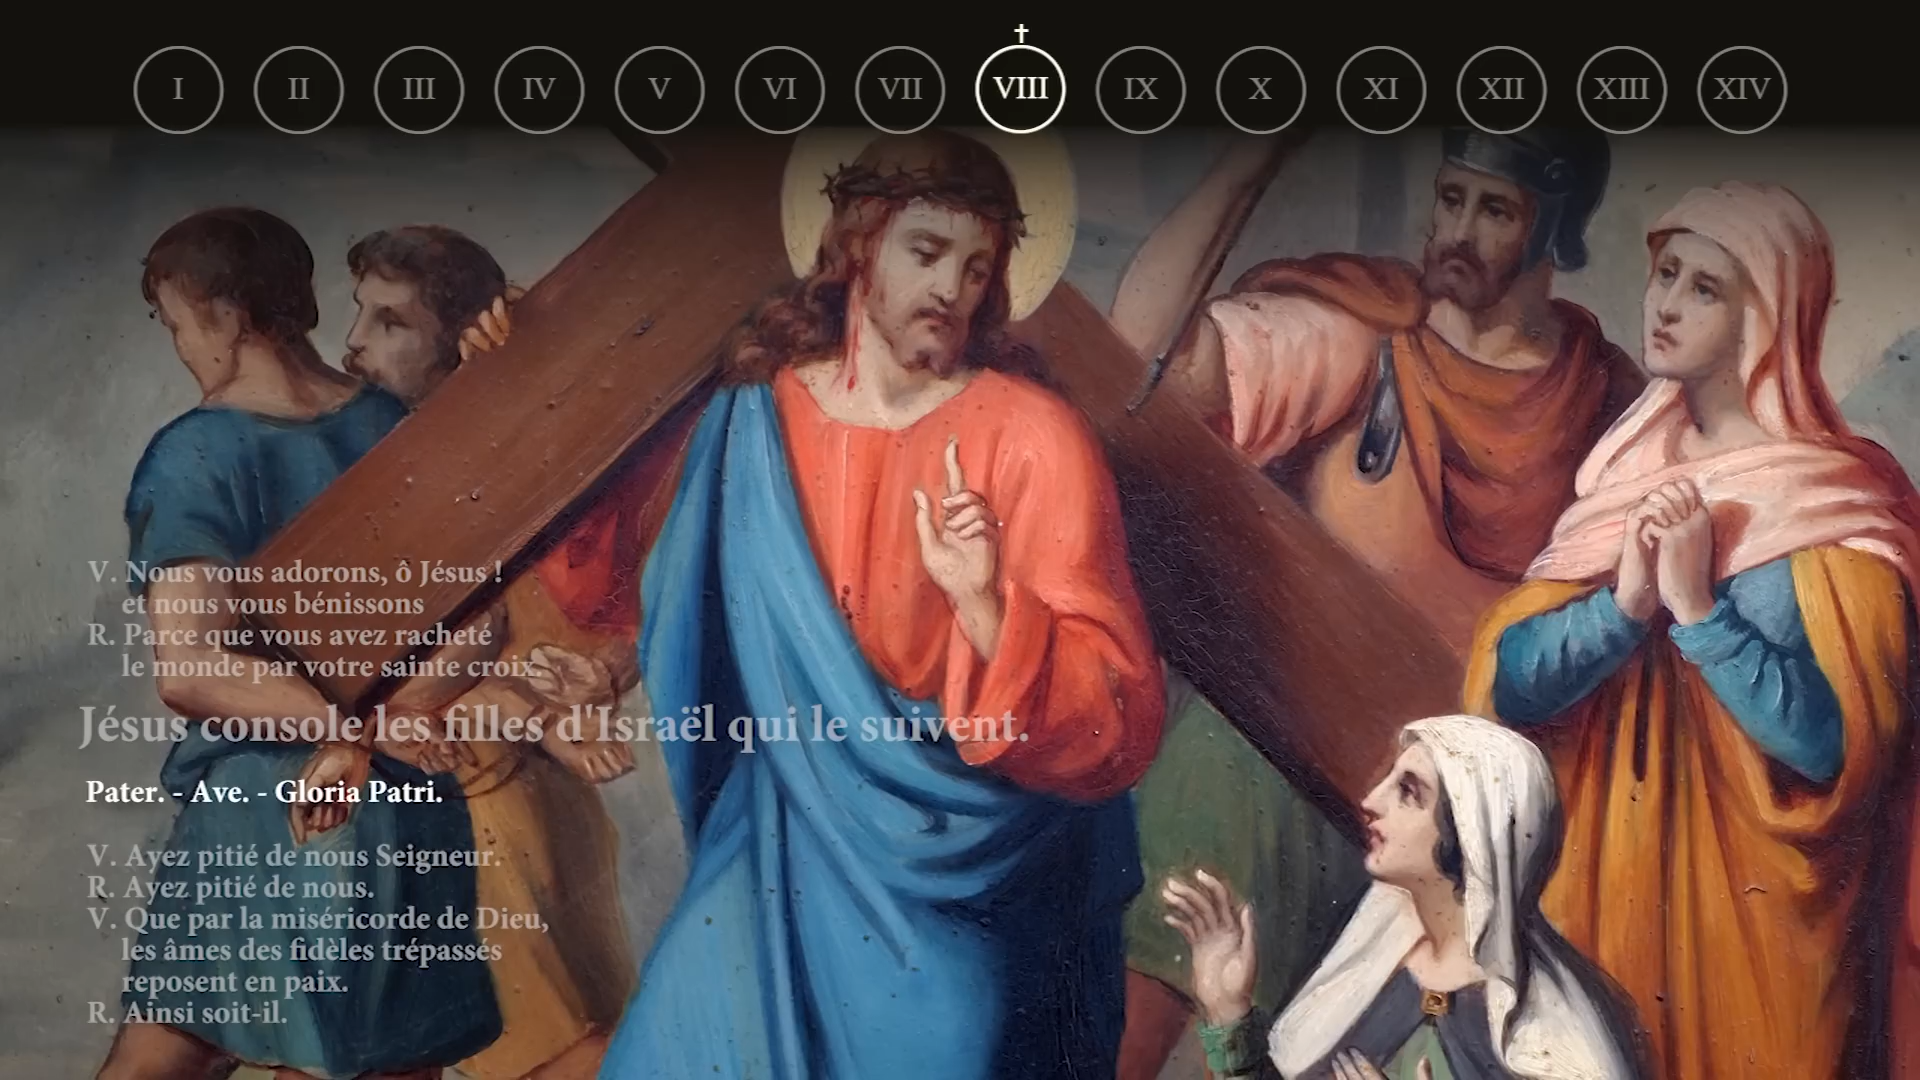 I II III IV V VI VII VIII IX X XI XII XIII XIV
V. Nous vous adorons, ô Jésus !
et nous vous bénissons
R. Parce que vous avez racheté
le monde par votre sainte croix.
Jésus console les filles d'Israël qui le suivent.
Pater. - Ave. - Gloria Patri.
V. Ayez pitié de nous Seigneur.
R. Ayez pitié de nous.
V. Que par la miséricorde de Dieu,
les âmes des fidèles trépassés
reposent en paix.
R. Ainsi soit-il.